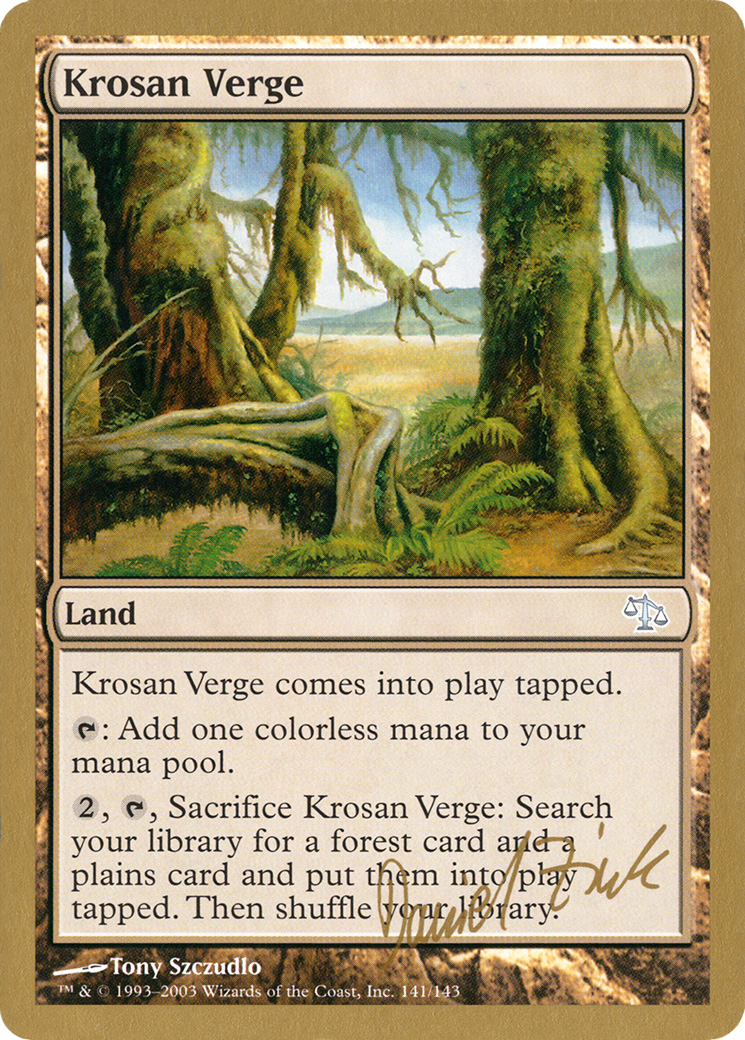 Krosan Verge
Land
Krosan Verge comes into play tapped.
: Add one colorless mana to your
mana pool.
2, , Sacrifice Krosan Verge: Search
your library for a forest card and a
plains card and put them into play
tapped. Then shuffle your library.
Daniel Zink
Tony Szczudlo
™ & © 1993–2003 Wizards of the Coast, Inc. 141/143